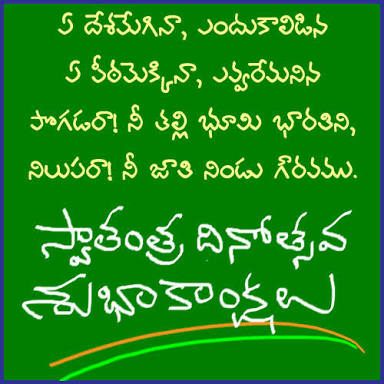 ఏ దేశమేగినా, ఎందుకాలిడిన
ఏ పీఠమెక్కినా, ఎవ్వరేమనిన
పొగడరా! నీ తల్లి భూమి భారతిని,
నిలుపరా! నీ జాతి నిండు గౌరవము.
స్వాతంత్ర దినోత్సవ
శుభాకాంక్షలు